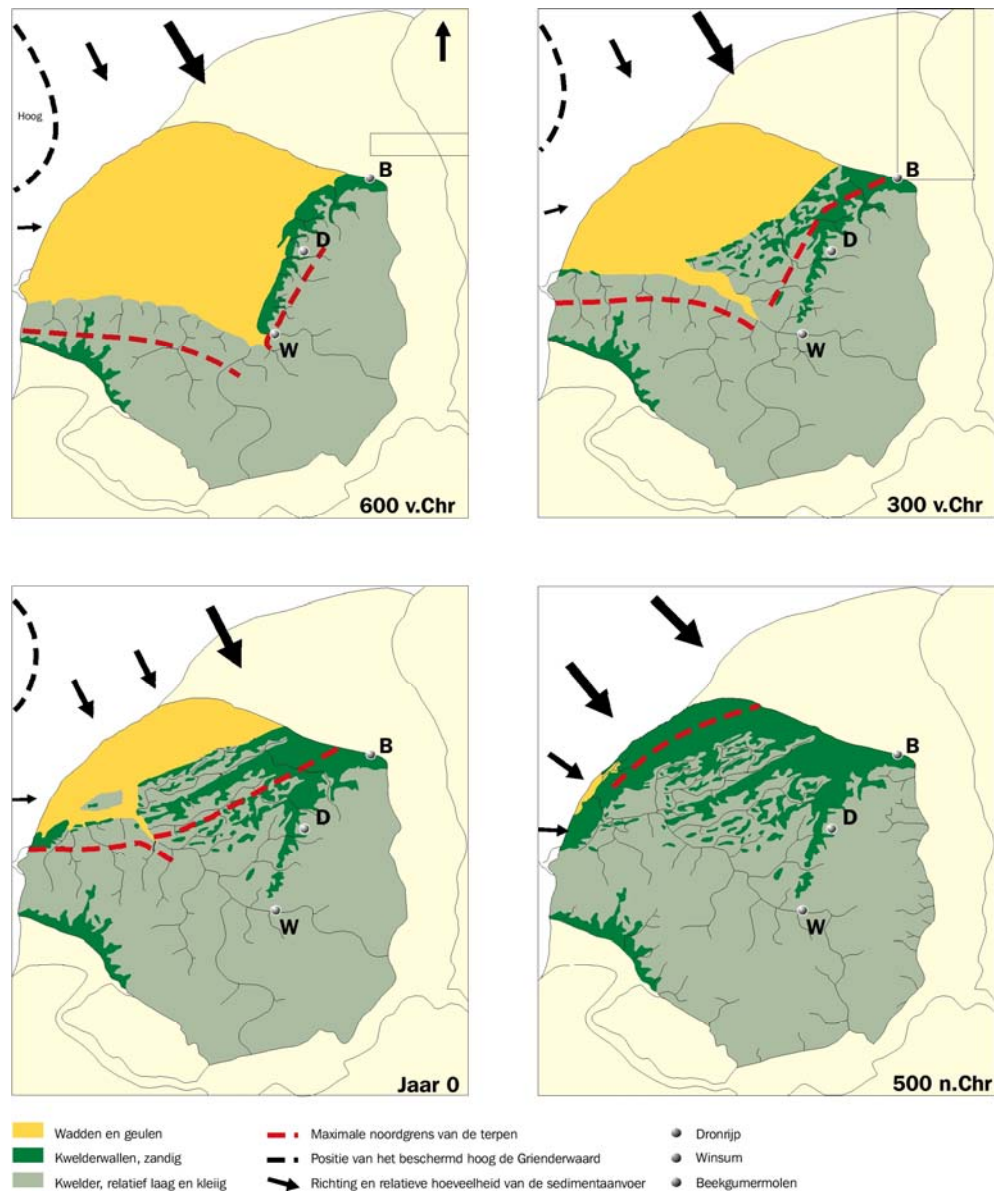 Hoog
B
D
W
600 v.Chr
B
D
W
300 v.Chr
B
D
W
Jaar 0
B
D
W
500 n.Chr
Wadden en geulen
Kwelderwallen, zandig
Kwelder, relatief laag en kleiig
Maximale noordgrens van de terpen
Positie van het beschermd hoog de Grienderwaard
Richting en relatieve hoeveelheid van de sedimentaanvoer
Dronrijp
Winsum
Beekgumermolen